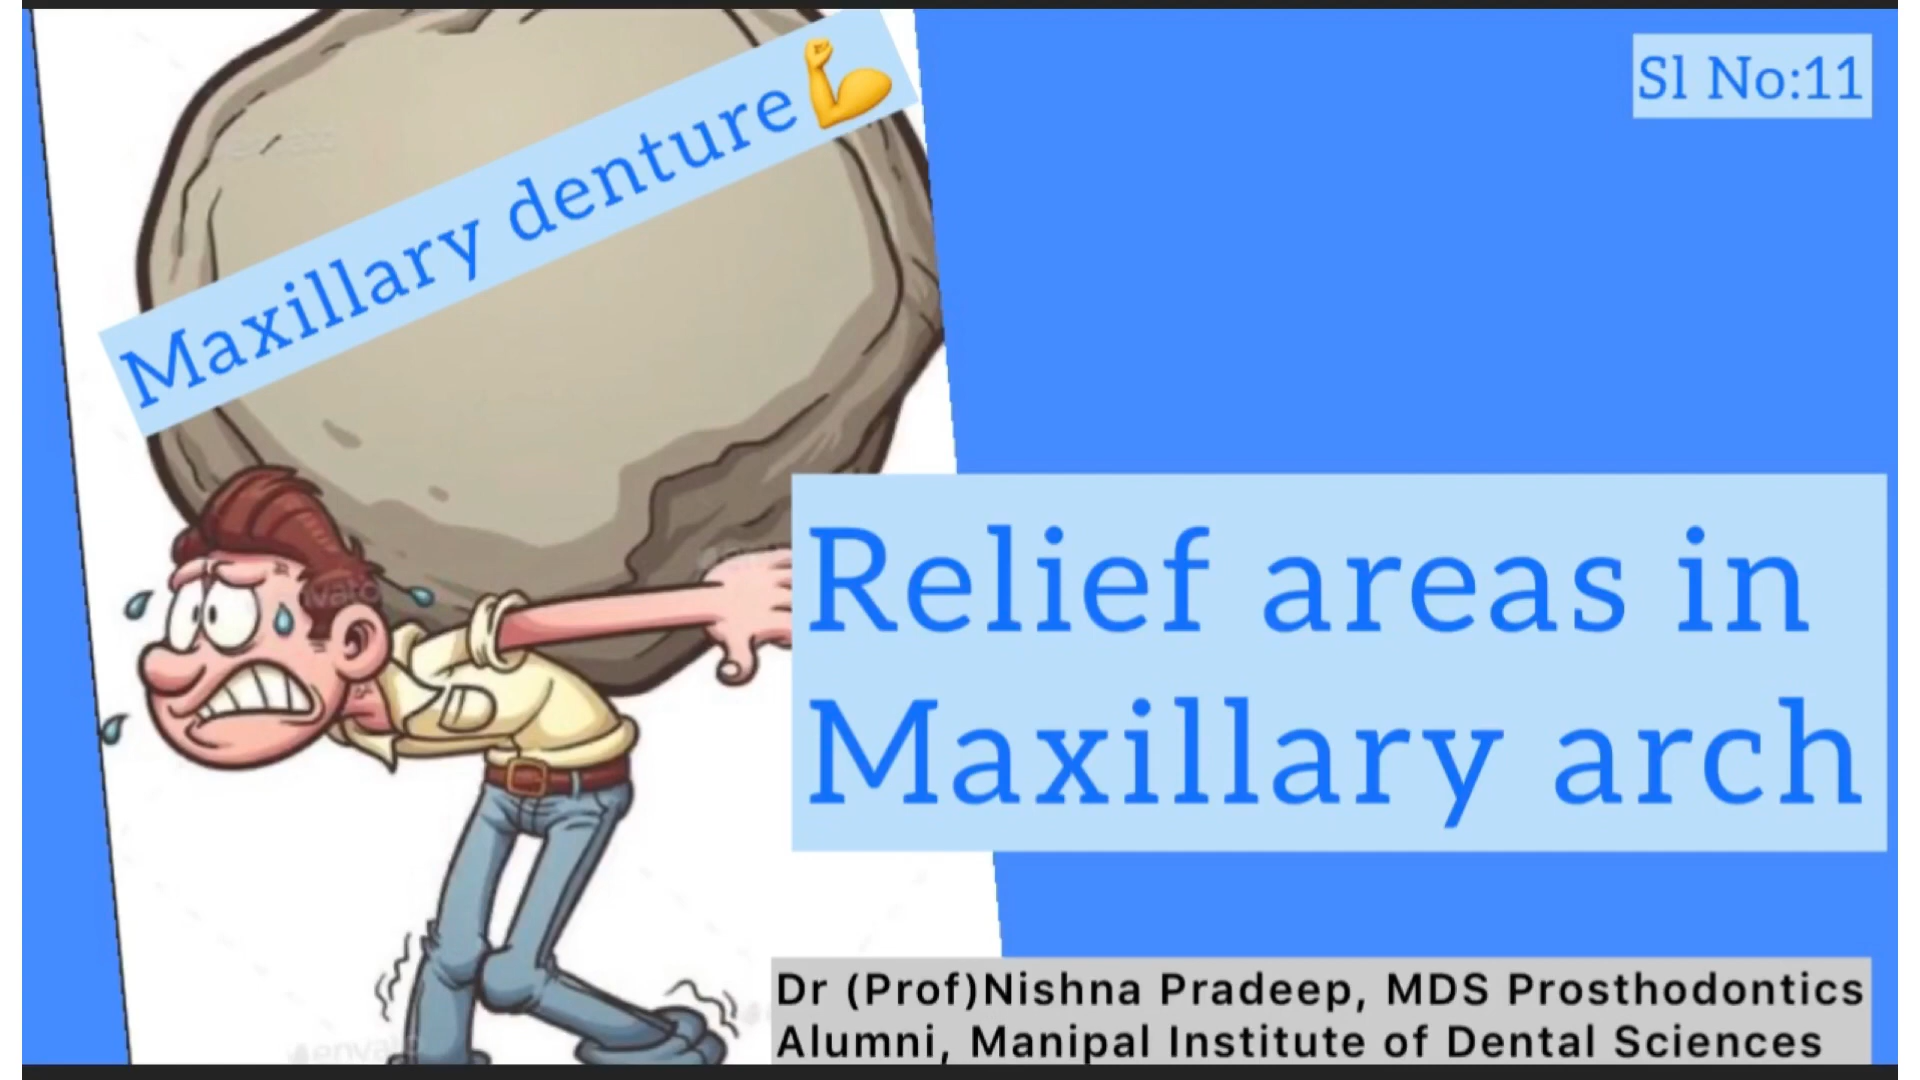 Sl No:11
Maxillary denture💪
Relief areas in
Maxillary arch
Dr (Prof)Nishna Pradeep, MDS Prosthodontics
Alumni, Manipal Institute of Dental Sciences
envato